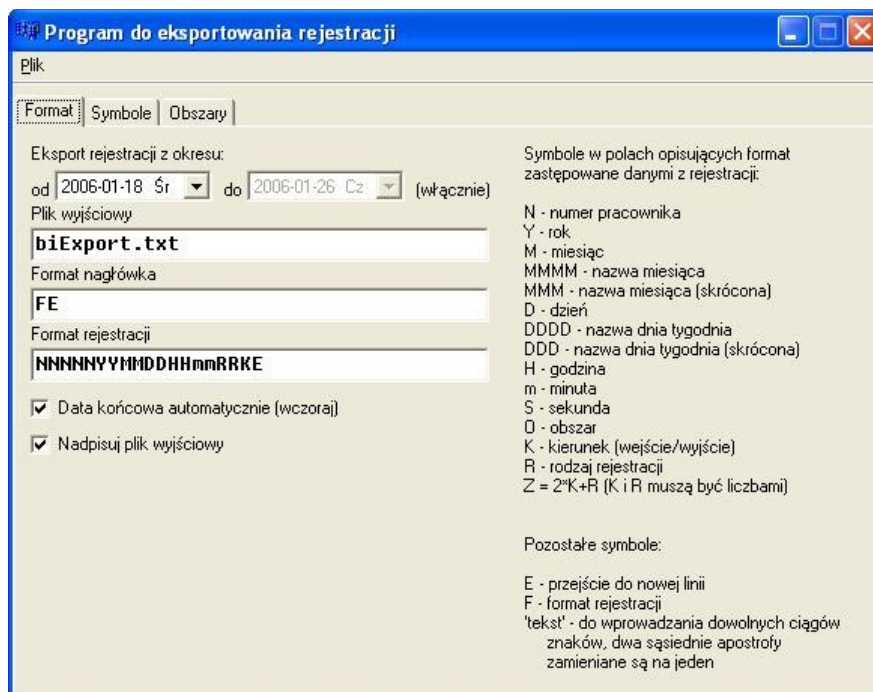 Program do eksportowania rejestracji
Plik
Format Symbole Obszary
Eksport rejestracji z okresu:
od 2006-01-18 Śr do 2006-01-26 Cz (włącznie)
Plik wyjściowy
biExport.txt
Format nagłówka
FE
Format rejestracji
NNNNNYYMMDDHHmmRRKE
Data końcowa automatycznie (wczoraj)
Nadpisuj plik wyjściowy
Symbole w polach opisujących format
zastępowane danymi z rejestracji:
N - numer pracownika
Y - rok
M - miesiąc
MMMM - nazwa miesiąca
MMM - nazwa miesiąca (skrócona)
D - dzień
DDDD - nazwa dnia tygodnia
DDD - nazwa dnia tygodnia (skrócona)
H - godzina
m - minuta
S - sekunda
O - obszar
K - kierunek (wejście/wyjście)
R - rodzaj rejestracji
Z = 2*K+R (K i R muszą być liczbami)
Pozostałe symbole:
E - przejście do nowej linii
F - format rejestracji
'tekst' - do wprowadzania dowolnych ciągów
znaków, dwa sąsiednie apostrofy
zamieniane są na jeden